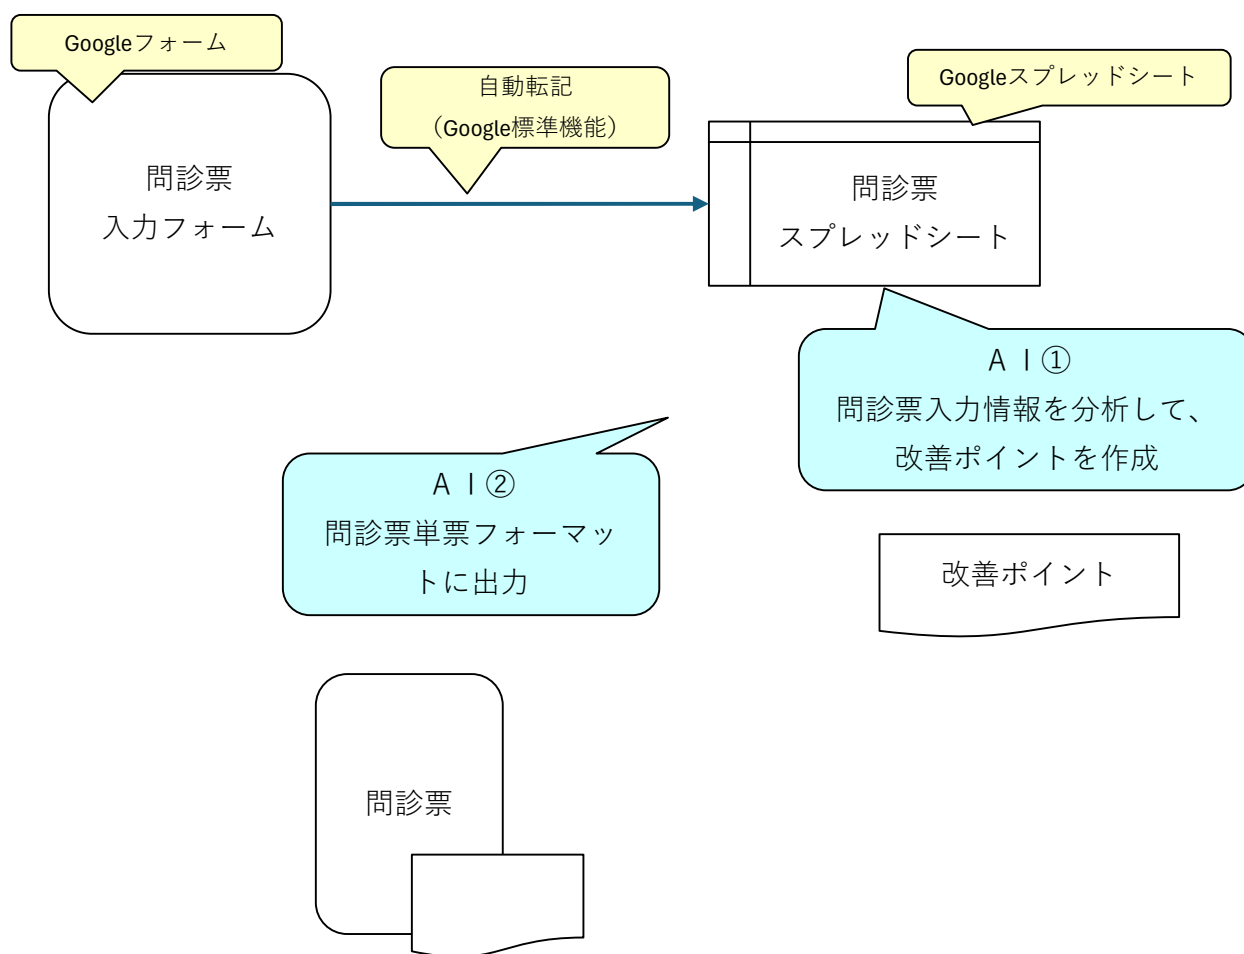 Googleフォーム
自動転記
（Google標準機能）
Googleスプレッドシート
問診票
入力フォーム
問診票
スプレッドシート
ＡＩ①
問診票入力情報を分析して、
改善ポイントを作成
ＡＩ②
問診票単票フォーマッ
トに出力
改善ポイント
問診票